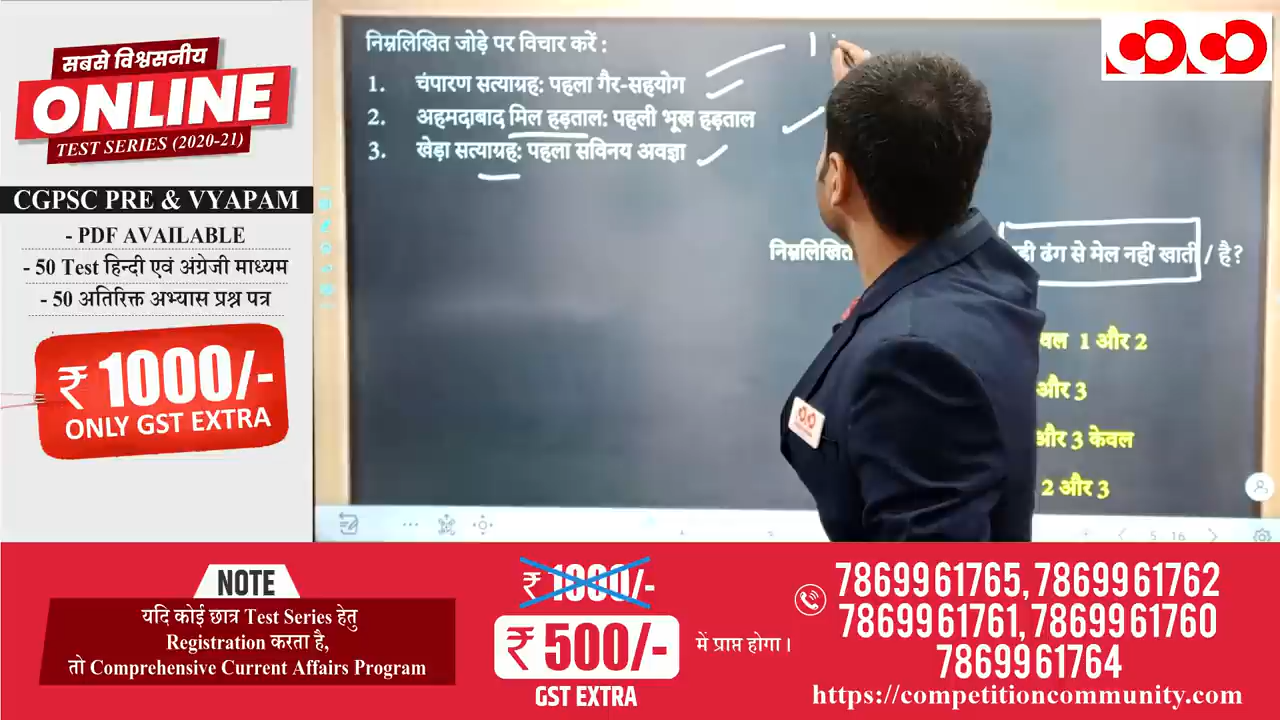 सबसे विश्वसनीय
ONLINE
TEST SERIES (2020-21)
CGPSC PRE & VYAPAM
- PDF AVAILABLE
- 50 Test हिन्दी एवं अंग्रेजी माध्यम
- 50 अतिरिक्त अभ्यास प्रश्न पत्र
₹ 1000/-
ONLY GST EXTRA
निम्नलिखित जोड़े पर विचार करें :
1. चंपारण सत्याग्रह: पहला गैर-सहयोग
2. अहमदाबाद मिल हड़ताल: पहली भूख हड़ताल
3. खेड़ा सत्याग्रह: पहला सविनय अवज्ञा
निम्नलिखित
ढंग से मेल नहीं खाती / है?
1 और 2
और 3
और 3 केवल
2 और 3
5 16
NOTE
यदि कोई छात्र Test Series हेतु
Registration करता है,
तो Comprehensive Current Affairs Program
₹ 1000/-
₹ 500/- में प्राप्त होगा।
GST EXTRA
7869961765, 7869961762
7869961761, 7869961760
7869961764
https://competitioncommunity.com